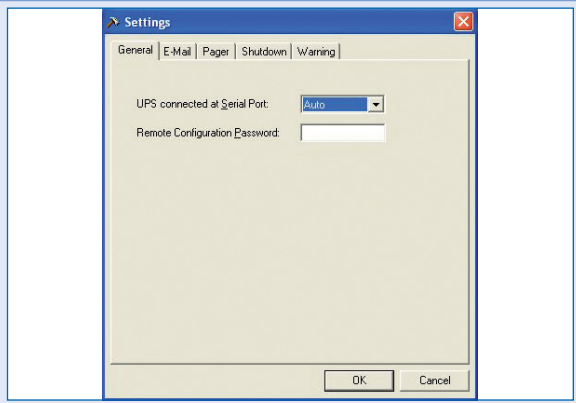 Settings
General E-Mail Pager Shutdown Warning
UPS connected at Serial Port: Auto
Remote Configuration Password:
OK Cancel